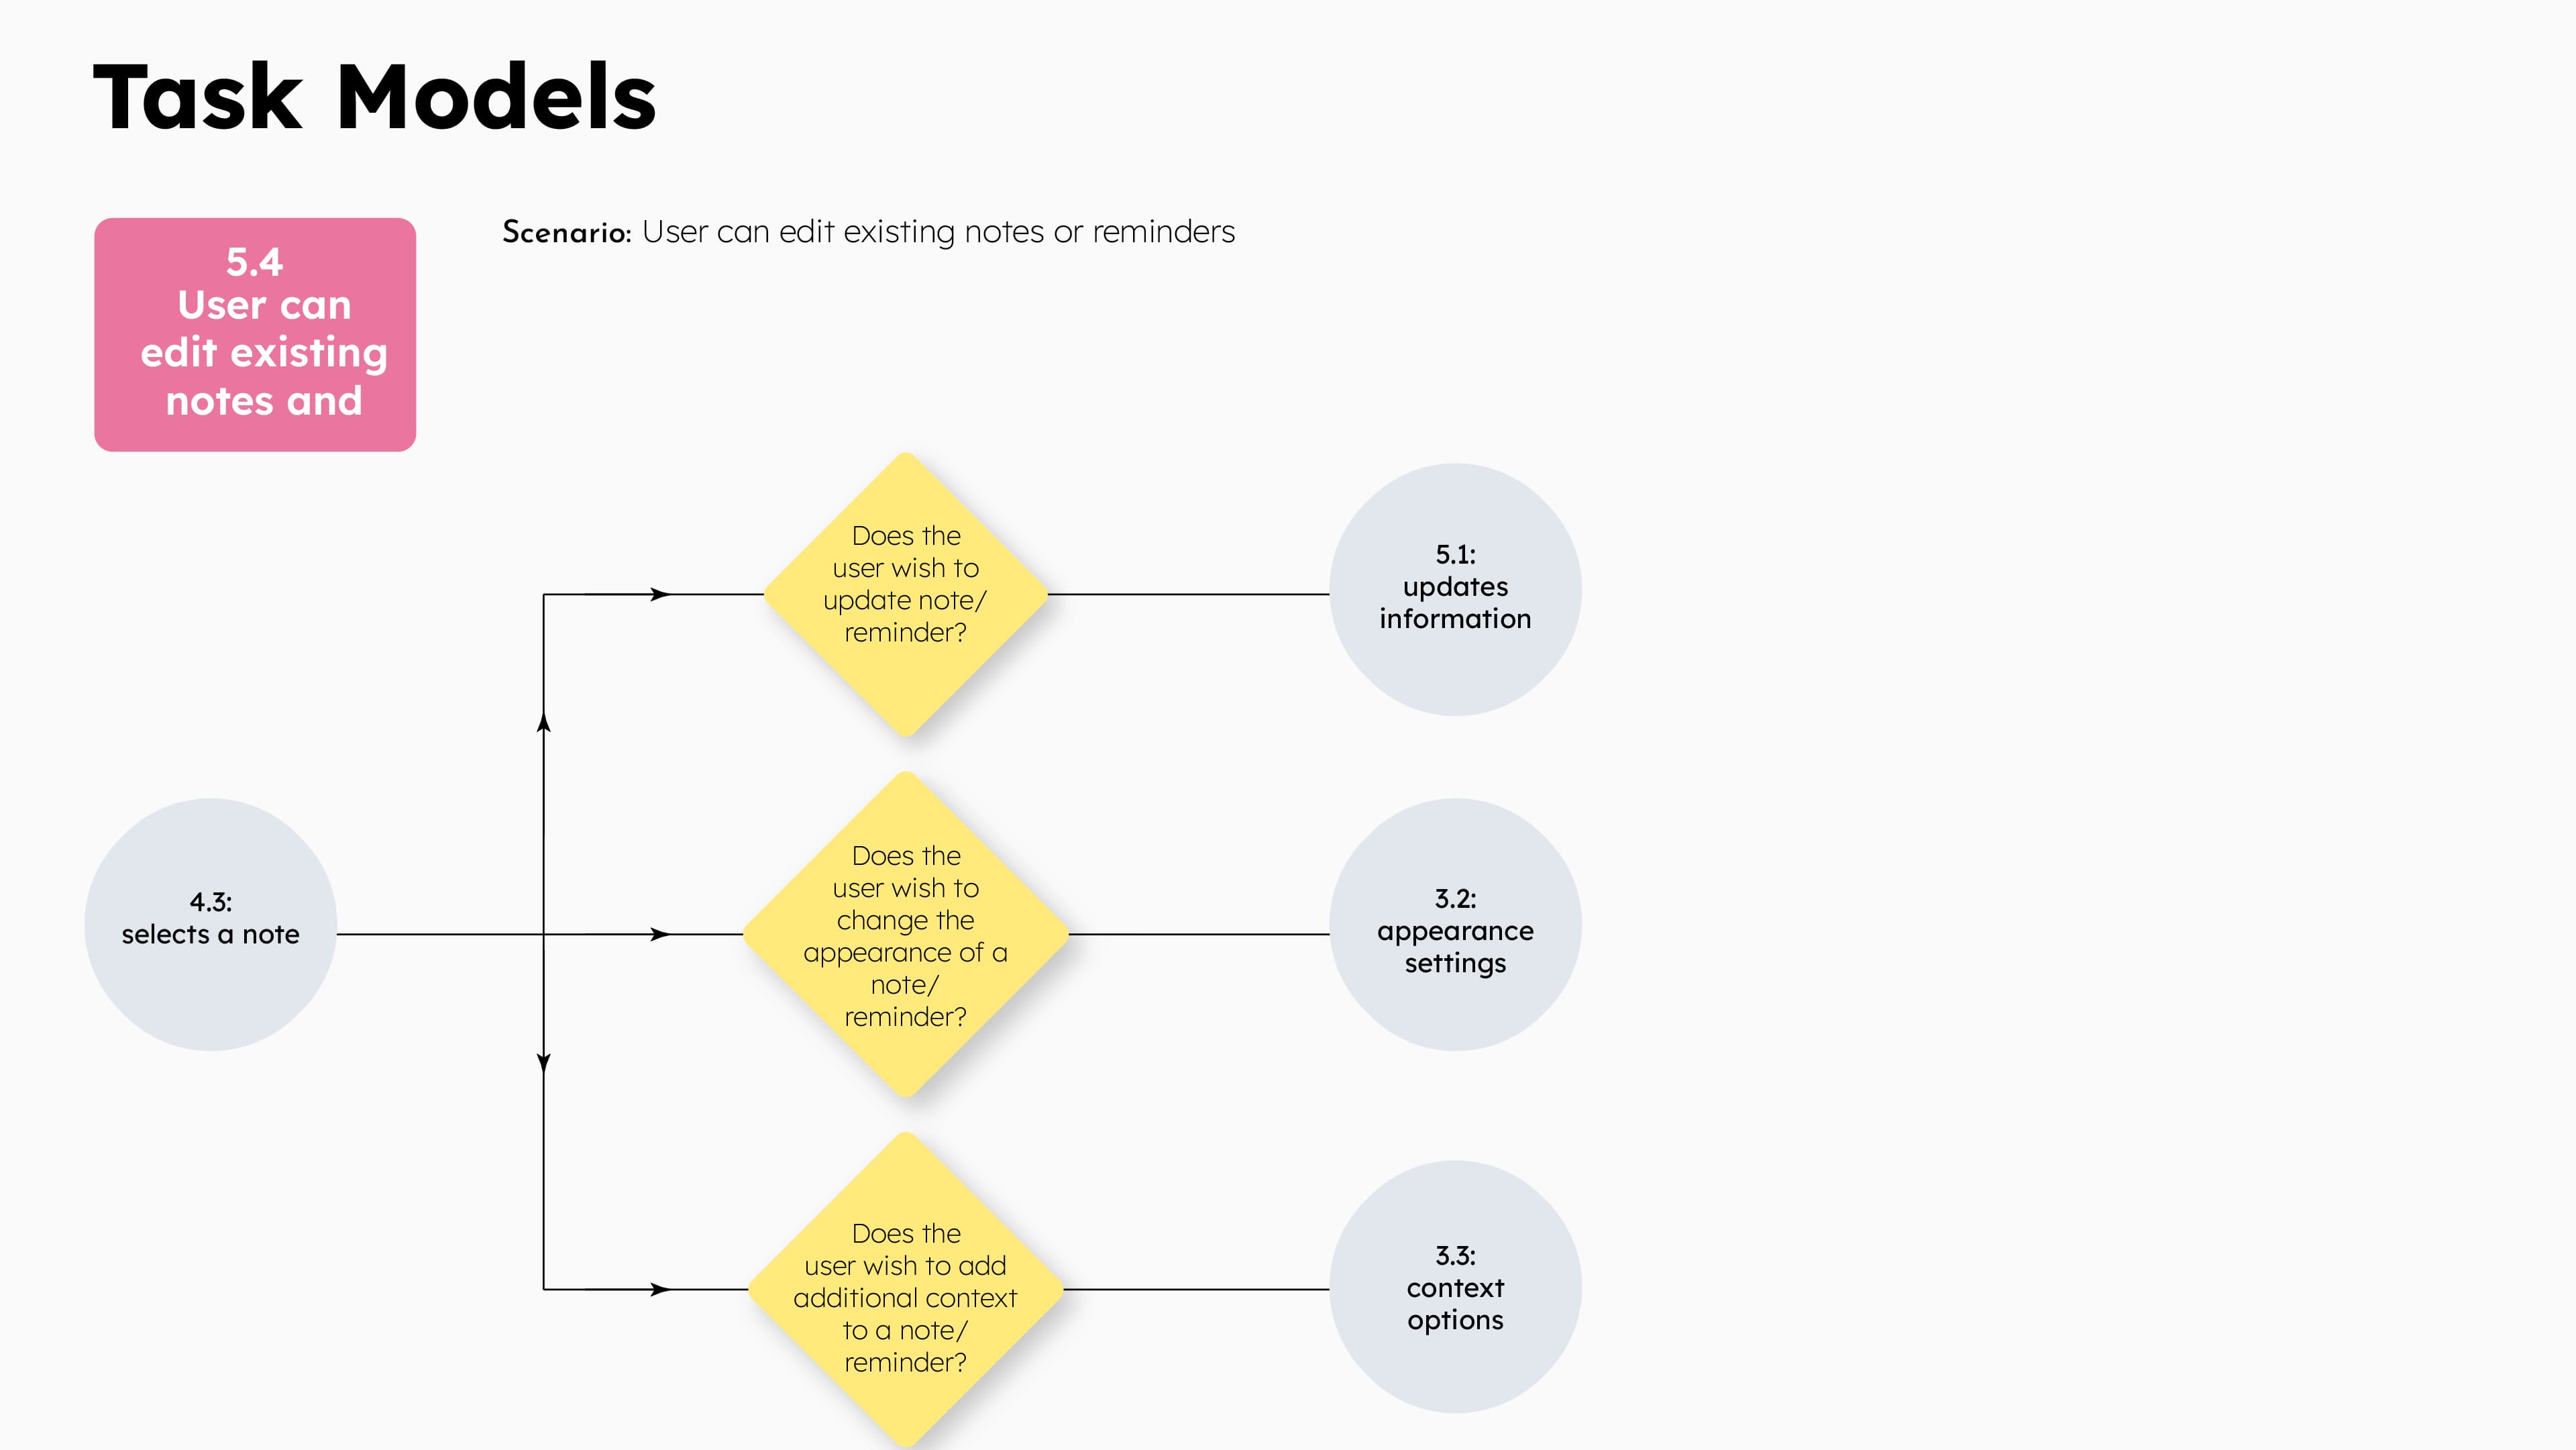 Task Models
5.4
User can
edit existing
notes and
Scenario: User can edit existing notes or reminders
Does the
user wish to
update note/
reminder?
5.1:
updates
information
4.3:
selects a note
Does the
user wish to
change the
appearance of a
note/
reminder?
3.2:
appearance
settings
Does the
user wish to add
additional context
to a note/
reminder?
3.3:
context
options